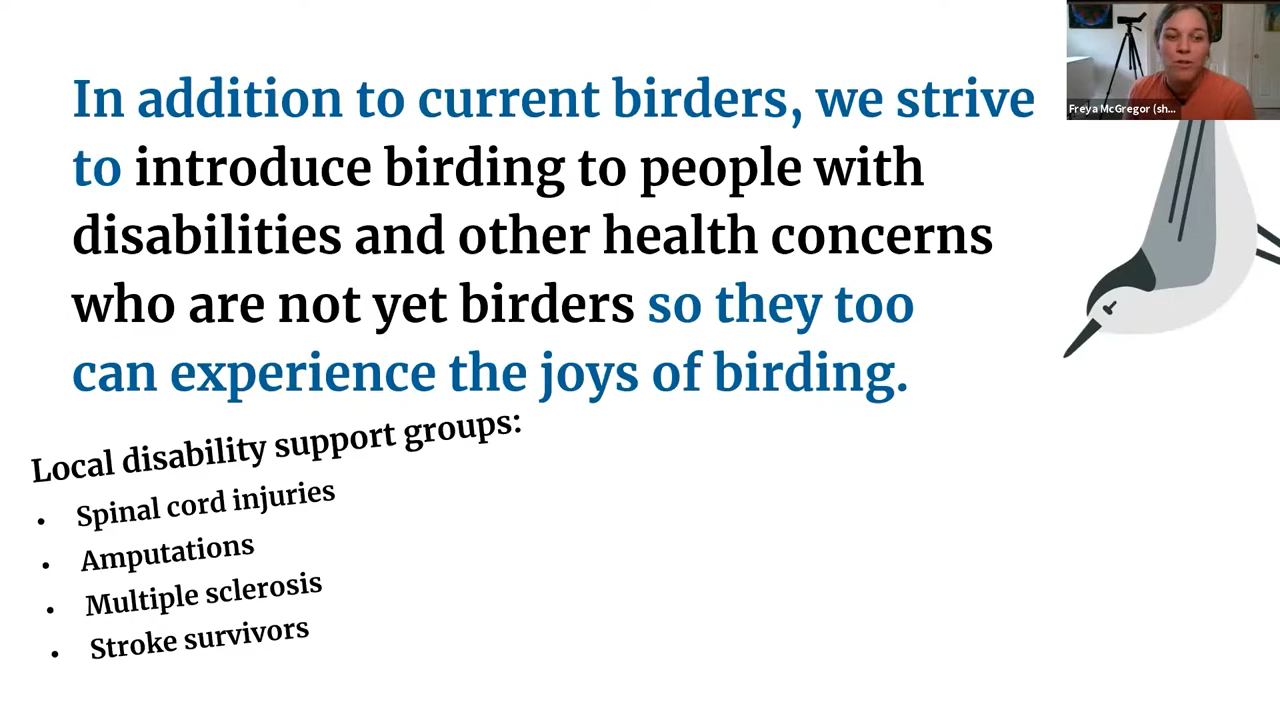 In addition to current birders, we strive
to introduce birding to people with
disabilities and other health concerns
who are not yet birders so they too
can experience the joys of birding.
Local disability support groups:
• Spinal cord injuries
• Amputations
• Multiple sclerosis
• Stroke survivors
Freya McGregor (sh...